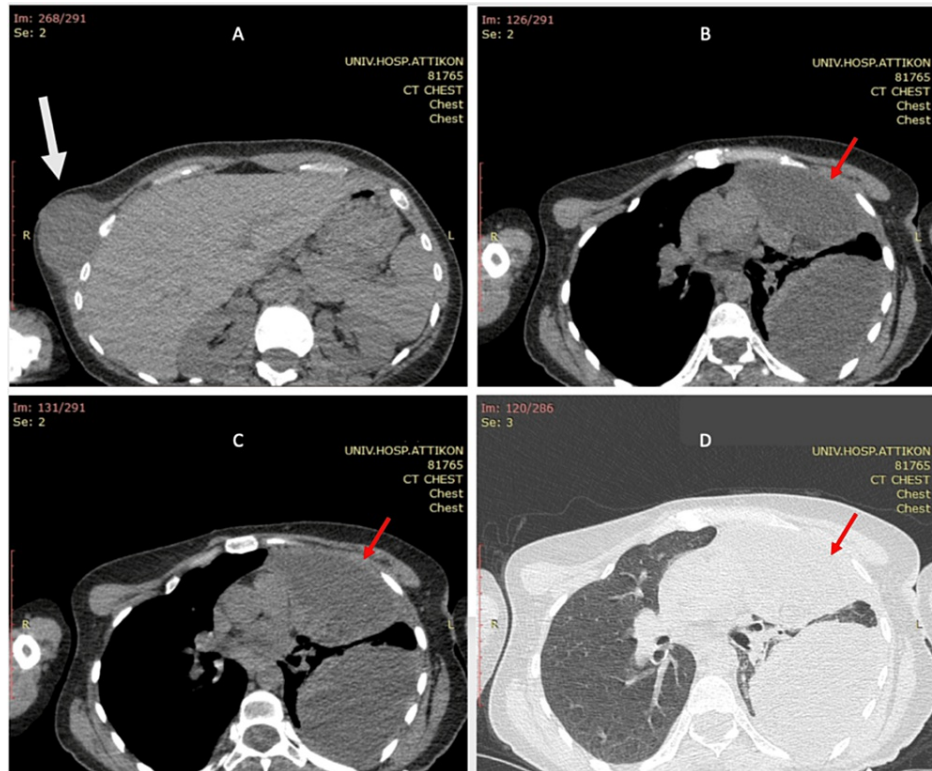 Im: 268/291
Se: 2
A
UNIV.HOSP.ATTIKON
81765
CT CHEST
Chest
Chest
R
L
Im: 126/291
Se: 2
B
UNIV.HOSP.ATTIKON
81765
CT CHEST
Chest
Chest
R
L
Im: 131/291
Se: 2
C
UNIV.HOSP.ATTIKON
81765
CT CHEST
Chest
Chest
R
L
Im: 120/286
Se: 3
D
UNIV.HOSP.ATTIKON
81765
CT CHEST
Chest
Chest
R
L